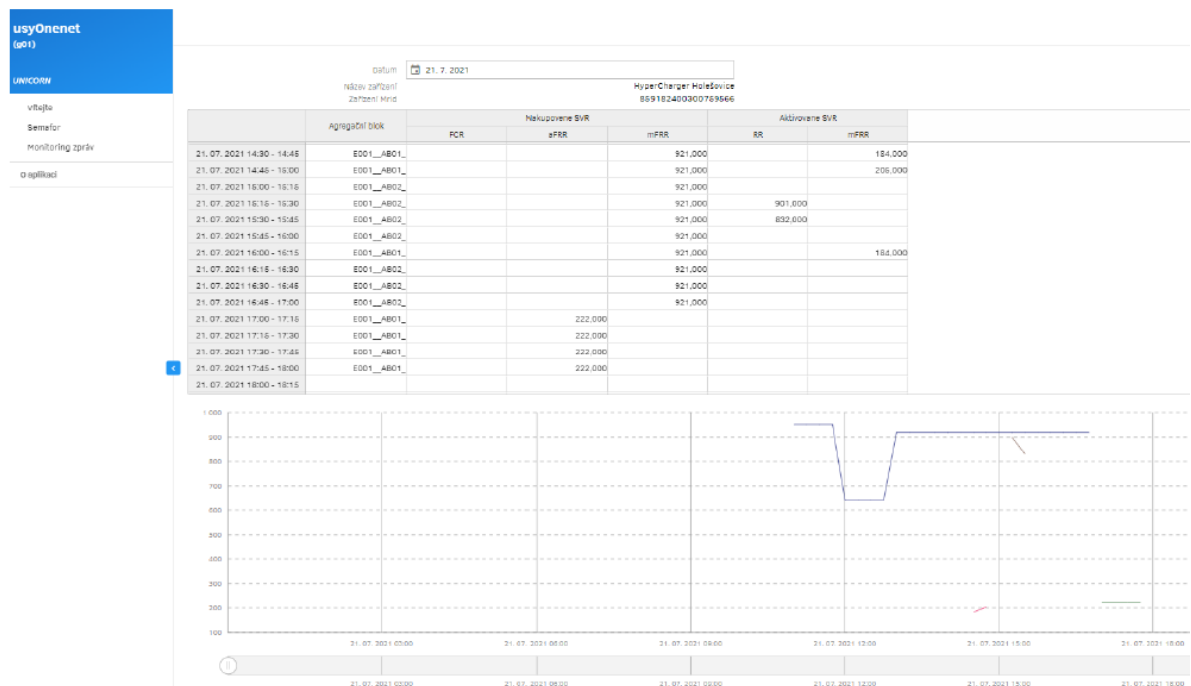 usyOnenet
(g01)
UNICORN
Vítejte
Semafor
Monitoring zpráv
O aplikaci
Datum 21. 7. 2021
Název zařízení HyperCharger Holešovice
Zařízení Mrid 859182400300789566
Agregační blok Nakupovane SVR Aktivovane SVR
FCR aFRR mFRR RR mFRR
21. 07. 2021 14:30 - 14:45 E001__AB01_ 921,000 184,000
21. 07. 2021 14:45 - 15:00 E001__AB01_ 921,000 205,000
21. 07. 2021 15:00 - 15:15 E001__AB02_ 921,000
21. 07. 2021 15:15 - 15:30 E001__AB02_ 921,000 901,000
21. 07. 2021 15:30 - 15:45 E001__AB02_ 921,000 832,000
21. 07. 2021 15:45 - 16:00 E001__AB02_ 921,000
21. 07. 2021 16:00 - 16:15 E001__AB01_ 921,000 184,000
21. 07. 2021 16:15 - 16:30 E001__AB02_ 921,000
21. 07. 2021 16:30 - 16:45 E001__AB02_ 921,000
21. 07. 2021 16:45 - 17:00 E001__AB02_ 921,000
21. 07. 2021 17:00 - 17:15 E001__AB01_ 222,000
21. 07. 2021 17:15 - 17:30 E001__AB01_ 222,000
21. 07. 2021 17:30 - 17:45 E001__AB01_ 222,000
21. 07. 2021 17:45 - 18:00 E001__AB01_ 222,000
21. 07. 2021 18:00 - 18:15
1 000
900
800
700
600
500
400
300
200
100
21. 07. 2021 03:00 21. 07. 2021 06:00 21. 07. 2021 09:00 21. 07. 2021 12:00 21. 07. 2021 15:00 21. 07. 2021 18:00
21. 07. 2021 03:00 21. 07. 2021 06:00 21. 07. 2021 09:00 21. 07. 2021 12:00 21. 07. 2021 15:00 21. 07. 2021 18:00